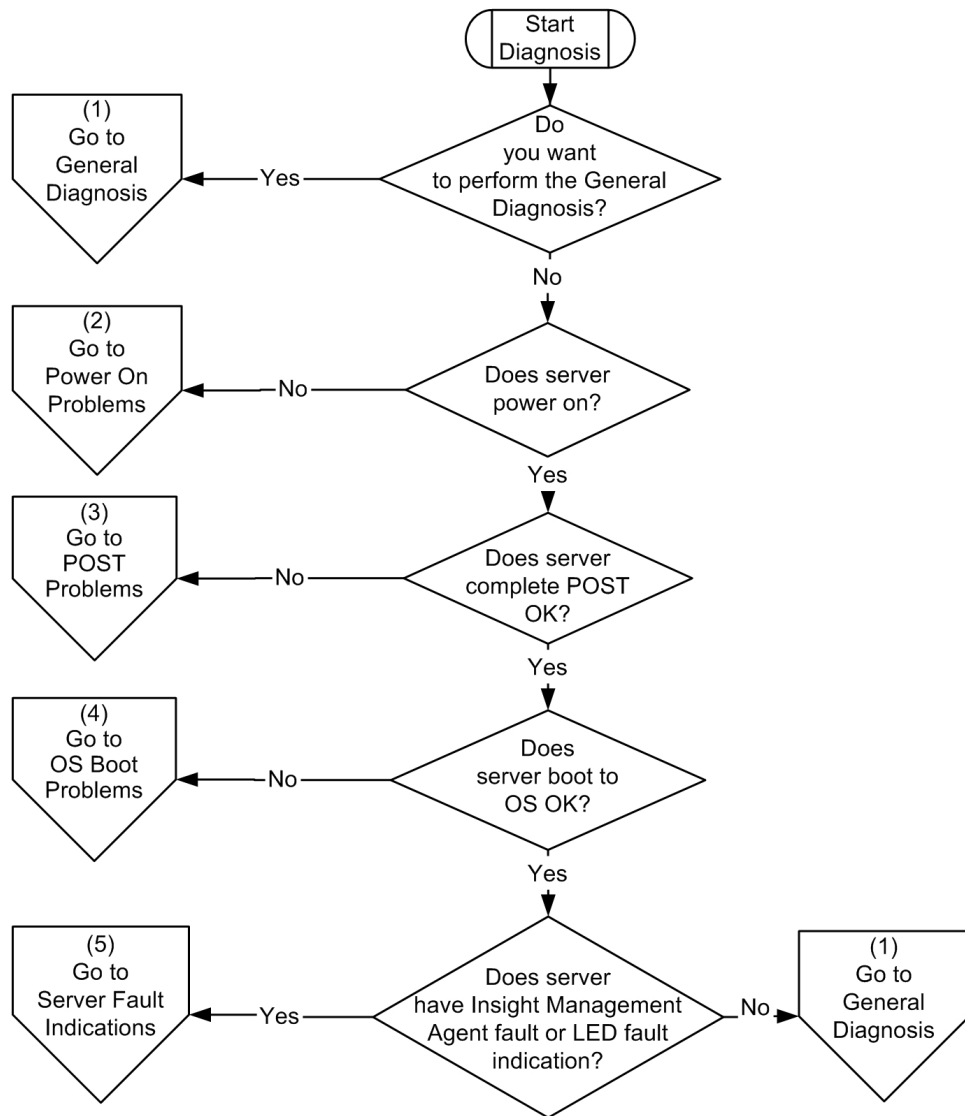 Start
Diagnosis
(1)
Go to
General
Diagnosis
Yes
Do
you want
to perform the General
Diagnosis?
No
(2)
Go to
Power On
Problems
No
Does server
power on?
Yes
(3)
Go to
POST
Problems
No
Does server
complete POST
OK?
Yes
(4)
Go to
OS Boot
Problems
No
Does
server boot to
OS OK?
Yes
(5)
Go to
Server Fault
Indications
Yes
Does server
have Insight Management
Agent fault or LED fault
indication?
No
(1)
Go to
General
Diagnosis